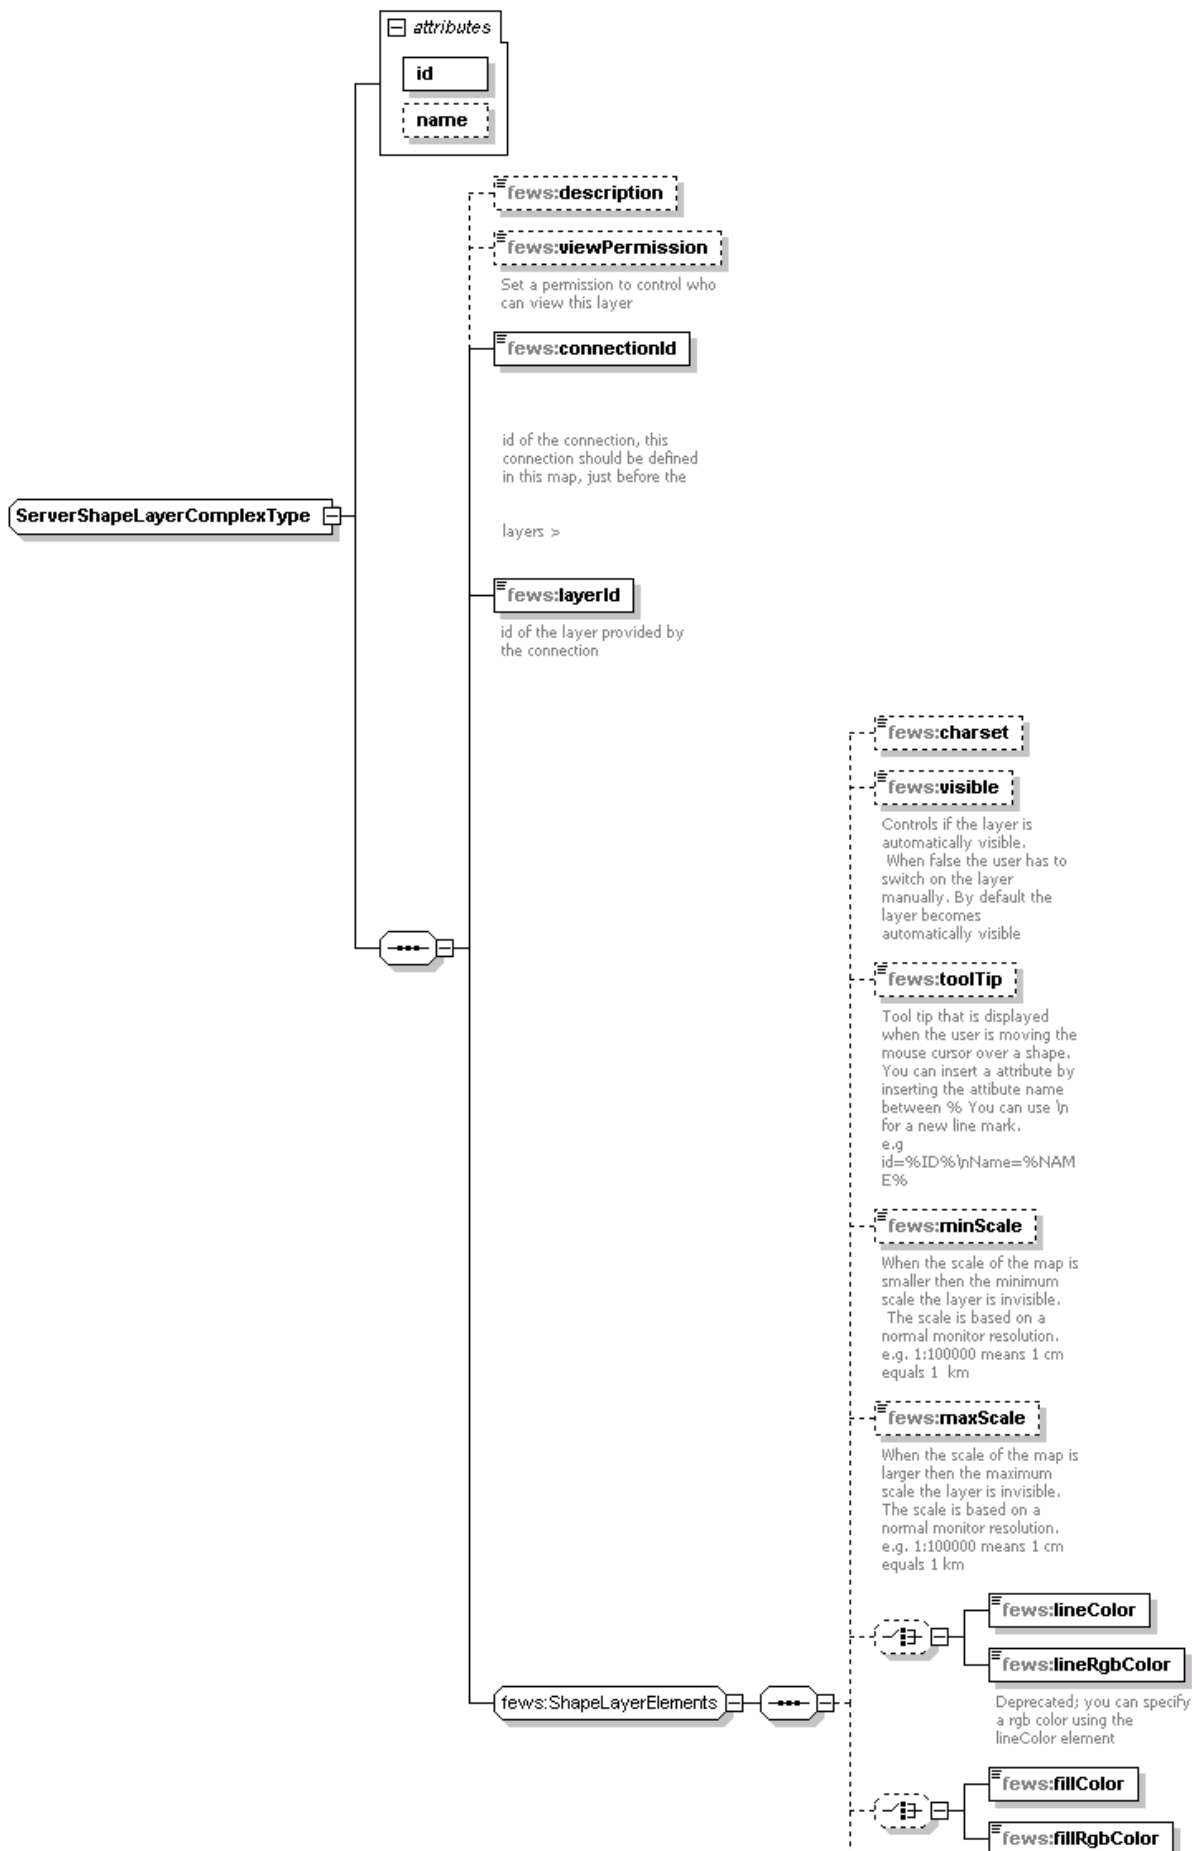 attributes
id
name
fews:description
fews:viewPermission
Set a permission to control who
can view this layer
fews:connectionId
id of the connection, this
connection should be defined
in this map, just before the
layers >
ServerShapeLayerComplexType
fews:layerId
id of the layer provided by
the connection
fews:charset
fews:visible
Controls if the layer is
automatically visible.
When false the user has to
switch on the layer
manually. By default the
layer becomes
automatically visible
fews:toolTip
Tool tip that is displayed
when the user is moving the
mouse cursor over a shape.
You can insert a attribute by
inserting the attibute name
between % You can use \n
for a new line mark.
e.g
id=%ID%\nName=%NAM
E%
fews:minScale
When the scale of the map is
smaller then the minimum
scale the layer is invisible.
The scale is based on a
normal monitor resolution.
e.g. 1:100000 means 1 cm
equals 1 km
fews:maxScale
When the scale of the map is
larger then the maximum
scale the layer is invisible.
The scale is based on a
normal monitor resolution.
e.g. 1:100000 means 1 cm
equals 1 km
fews:lineColor
fews:lineRgbColor
Deprecated; you can specify
a rgb color using the
lineColor element
fews:ShapeLayerElements
fews:fillColor
fews:fillRgbColor